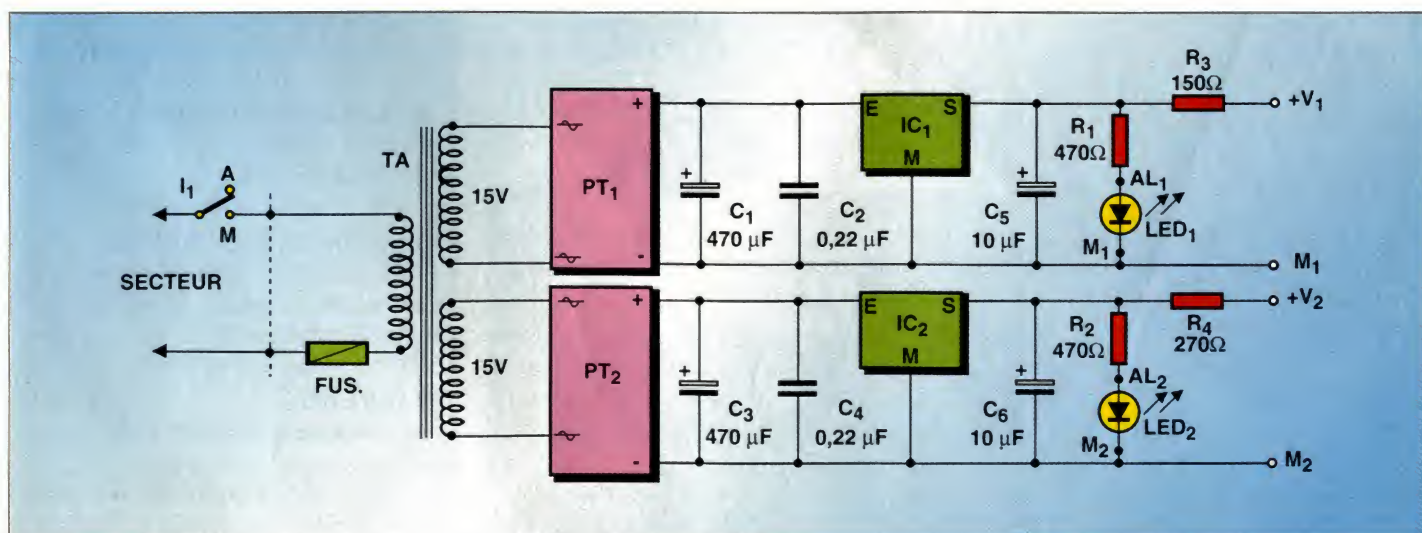 I1
A
M
SECTEUR
FUS.
TA
15V
15V
PT1
+
-
PT2
+
-
+
C1
470 µF
C2
0,22 µF
E
S
IC1
M
+
C5
10 µF
R1
470Ω
AL1
LED1
M1
R3
150Ω
+V1
M1
+
C3
470 µF
C4
0,22 µF
E
S
IC2
M
+
C6
10 µF
R2
470Ω
AL2
LED2
M2
R4
270Ω
+V2
M2